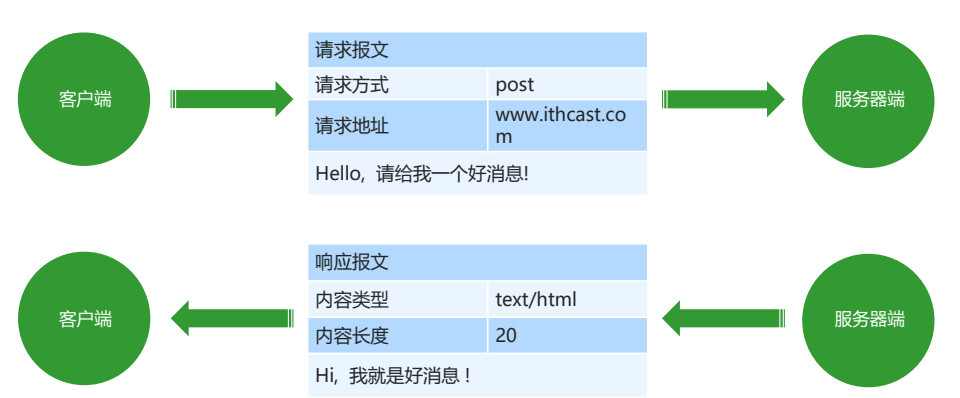 客户端
请求报文
请求方式 post
请求地址 www.ithcast.co
m
Hello, 请给我一个好消息!
服务器端
客户端
响应报文
内容类型 text/html
内容长度 20
Hi, 我就是好消息！
服务器端